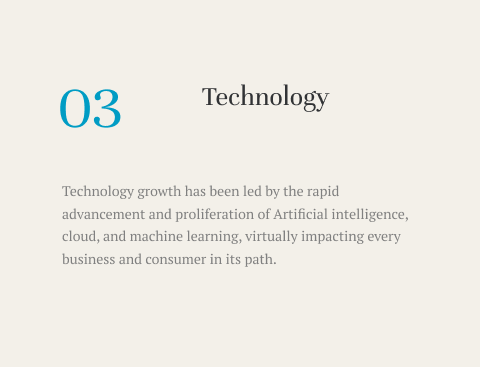 03
Technology
Technology growth has been led by the rapid
advancement and proliferation of Artificial intelligence,
cloud, and machine learning, virtually impacting every
business and consumer in its path.